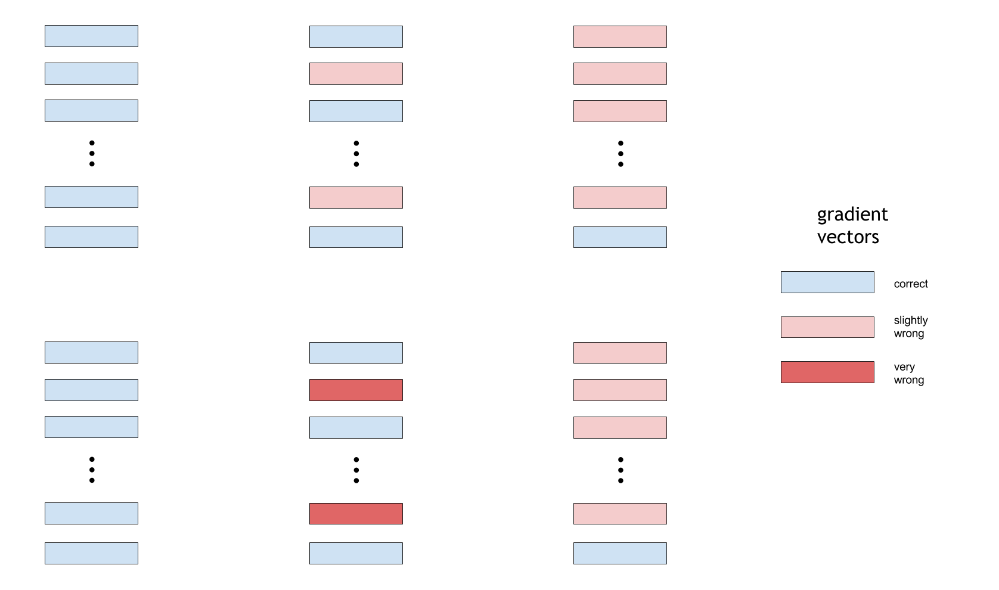 gradient
vectors
correct
slightly
wrong
very
wrong